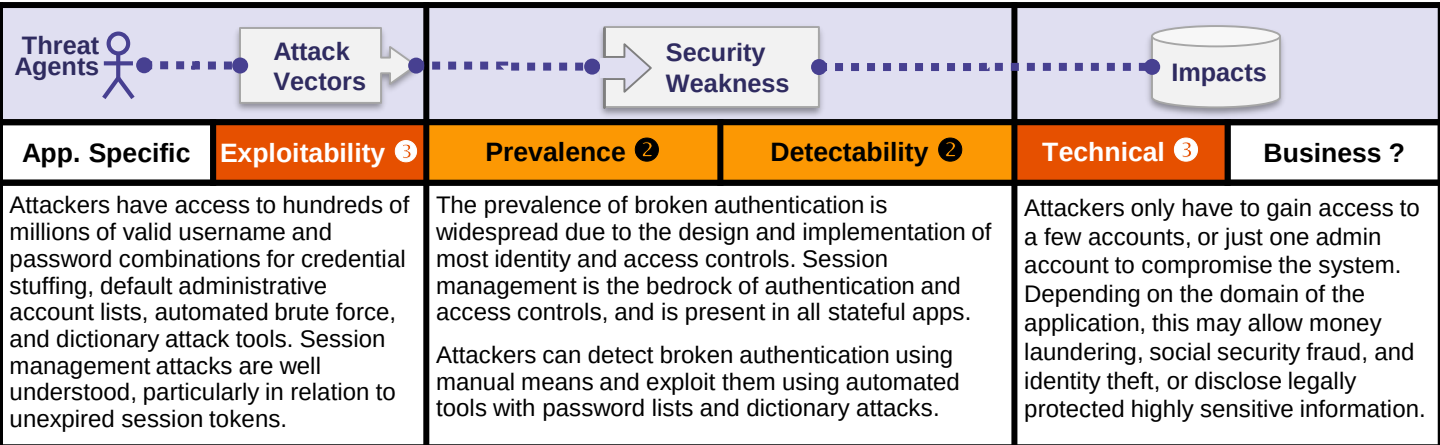 Threat
Agents
Attack
Vectors
Security
Weakness
Impacts
App. Specific
Exploitability ❸
Prevalence ❷
Detectability ❷
Technical ❸
Business ?
Attackers have access to hundreds of
millions of valid username and
password combinations for credential
stuffing, default administrative
account lists, automated brute force,
and dictionary attack tools. Session
management attacks are well
understood, particularly in relation to
unexpired session tokens.
The prevalence of broken authentication is
widespread due to the design and implementation of
most identity and access controls. Session
management is the bedrock of authentication and
access controls, and is present in all stateful apps.
Attackers can detect broken authentication using
manual means and exploit them using automated
tools with password lists and dictionary attacks.
Attackers only have to gain access to
a few accounts, or just one admin
account to compromise the system.
Depending on the domain of the
application, this may allow money
laundering, social security fraud, and
identity theft, or disclose legally
protected highly sensitive information.